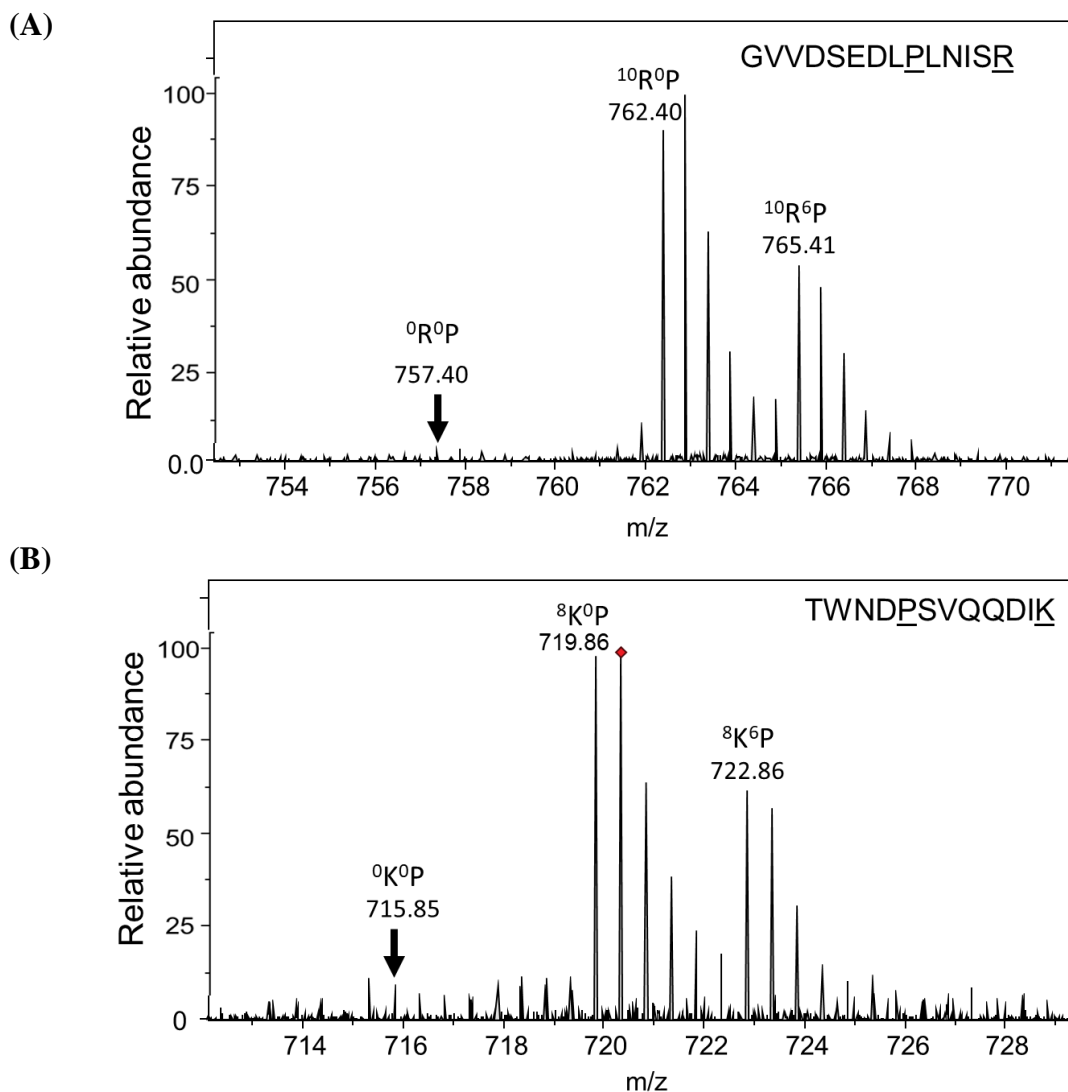 (A)
GVVDSEDLPLNISR
Relative abundance
100
75
50
25
0.0
⁰R⁰P
757.40
¹⁰R⁰P
762.40
¹⁰R⁶P
765.41
754 756 758 760 762 764 766 768 770
m/z
(B)
TWNDPSVQQDIK
Relative abundance
100
75
50
25
0
⁰K⁰P
715.85
⁸K⁰P
719.86
⁸K⁶P
722.86
714 716 718 720 722 724 726 728
m/z